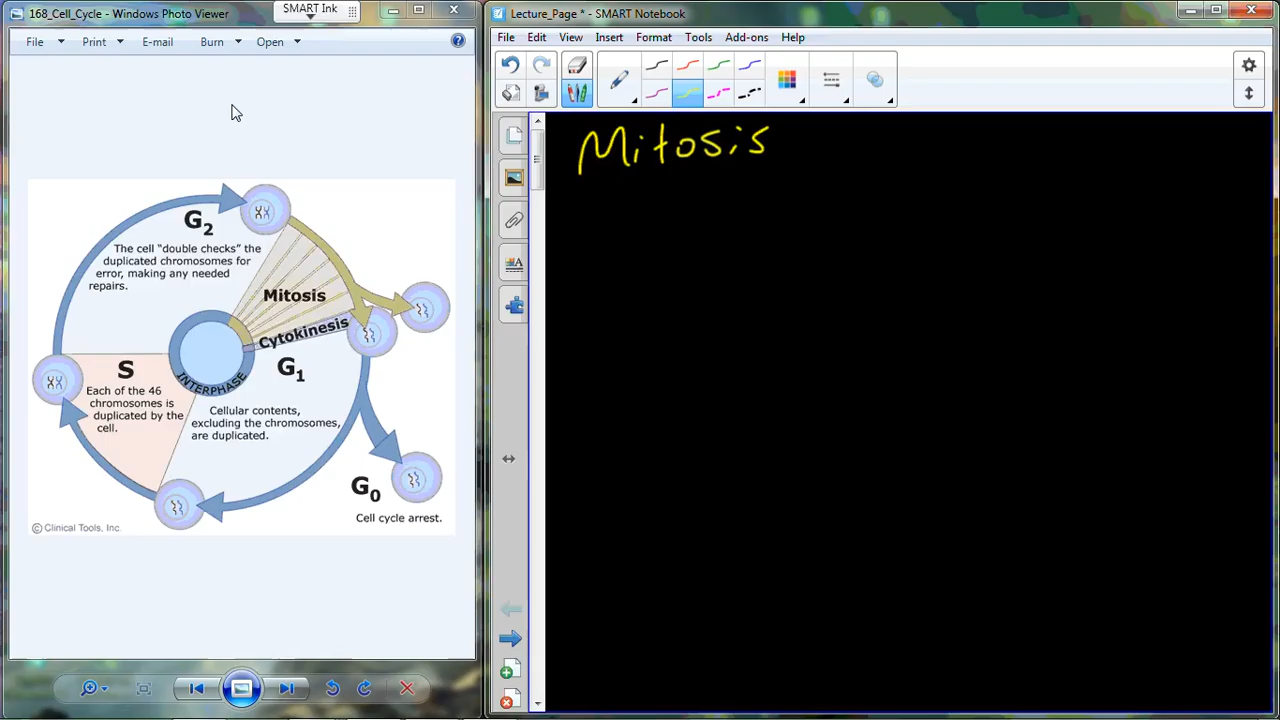 168_Cell_Cycle - Windows Photo Viewer
SMART Ink
File Print E-mail Burn Open
G2
The cell "double checks" the
duplicated chromosomes for
error, making any needed
repairs.
Mitosis
Cytokinesis
G1
Cellular contents,
excluding the chromosomes,
are duplicated.
INTERPHASE
S
Each of the 46
chromosomes is
duplicated by the
cell.
G0
Cell cycle arrest.
© Clinical Tools, Inc.
Lecture_Page * - SMART Notebook
File Edit View Insert Format Tools Add-ons Help
Mitosis